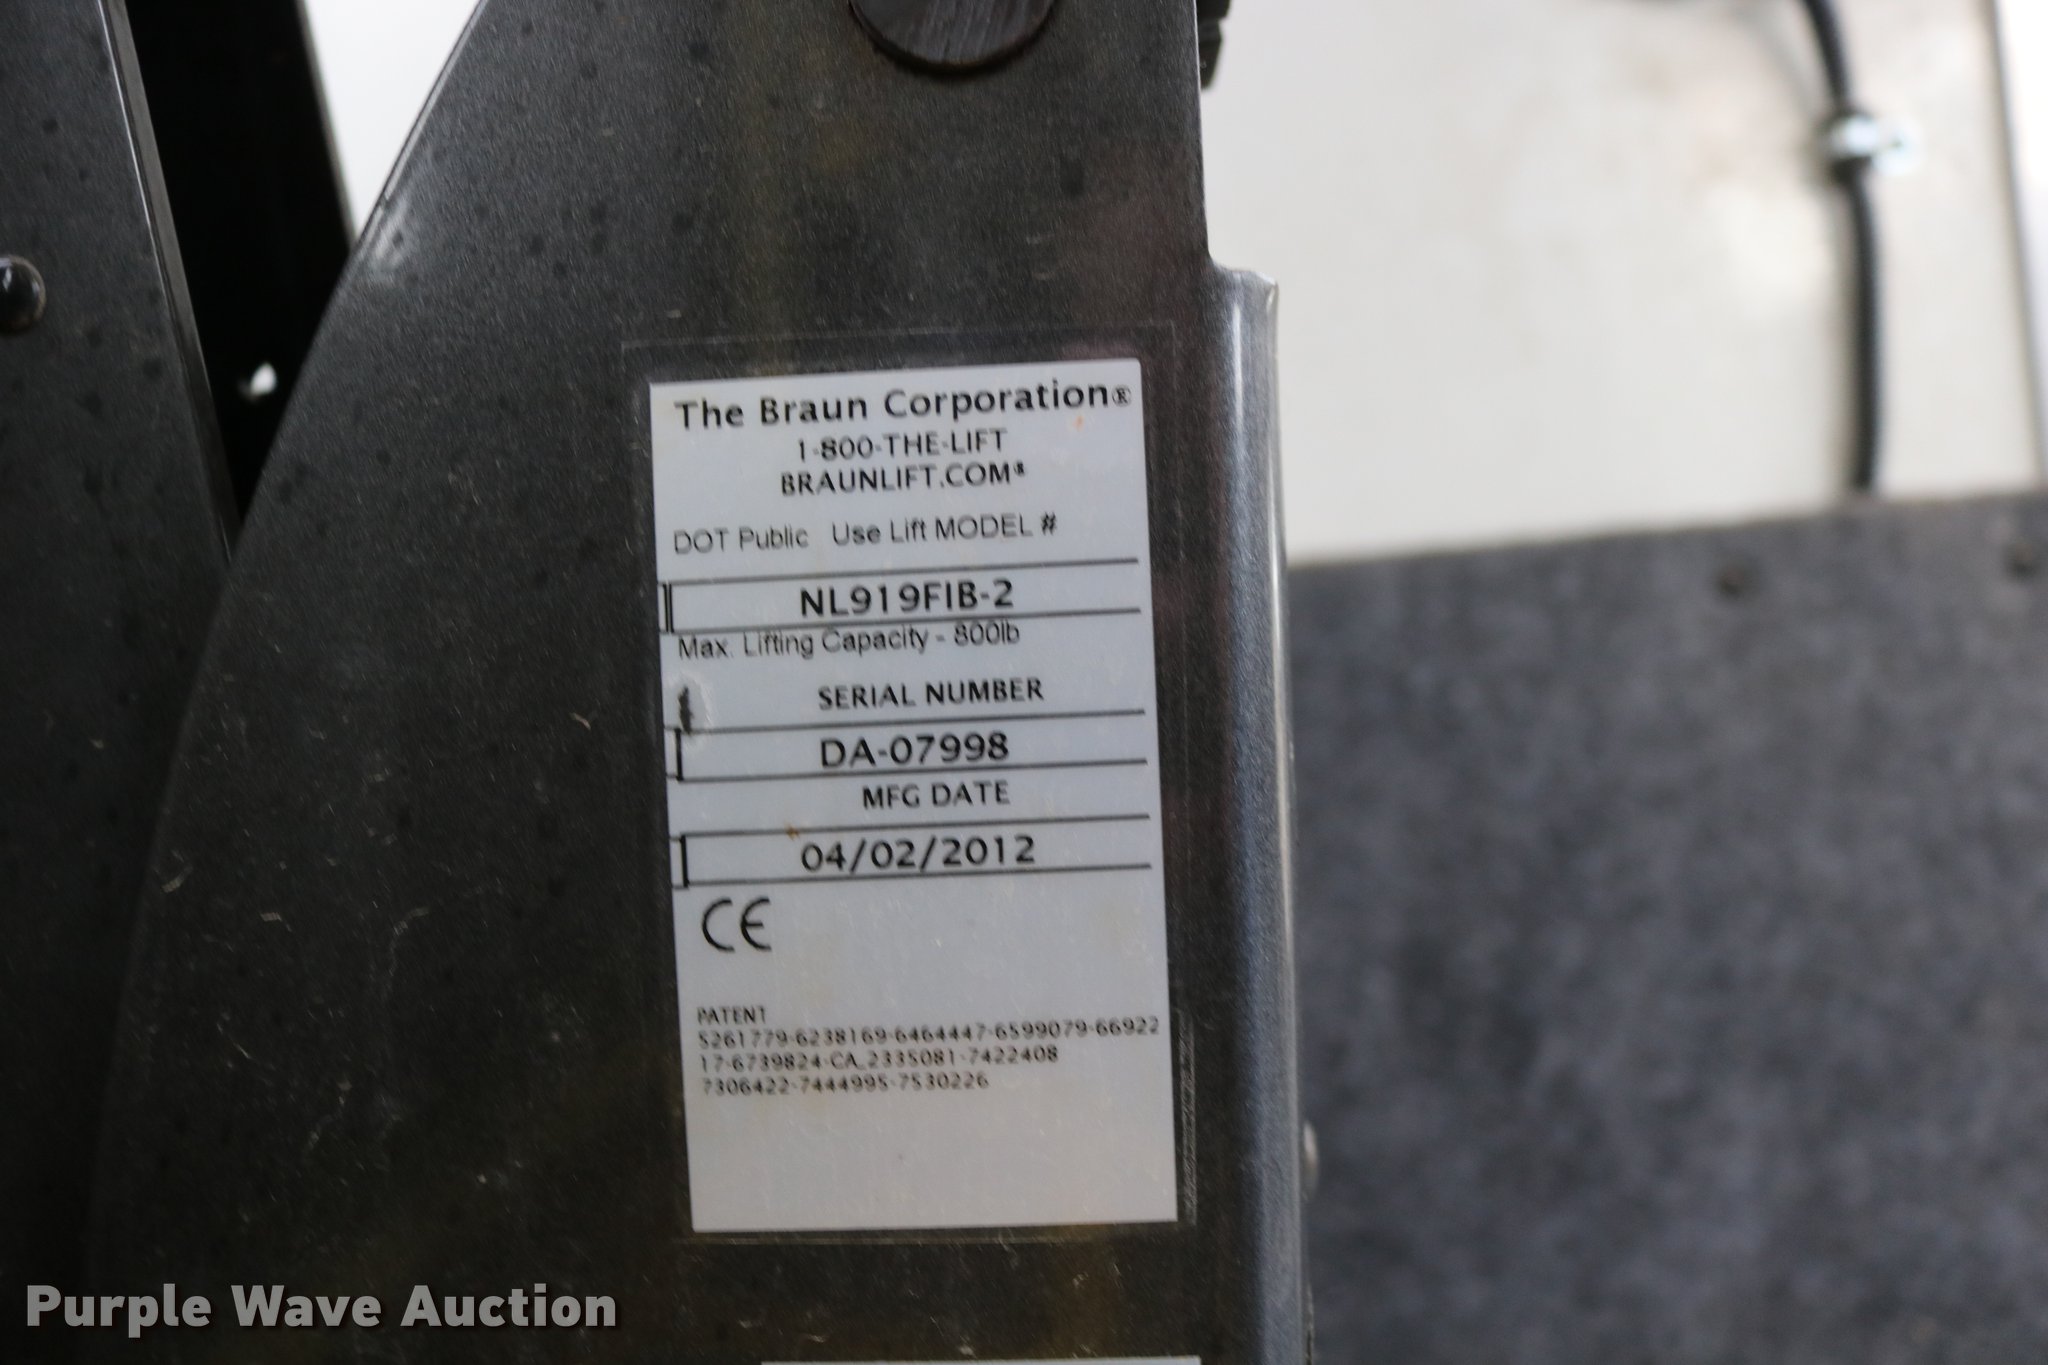 The Braun Corporation®
1-800-THE-LIFT
BRAUNLIFT.COM®
DOT Public Use Lift MODEL #
NL919FIB-2
Max. Lifting Capacity - 800lb
SERIAL NUMBER
DA-07998
MFG DATE
04/02/2012
CE
PATENT
5261779-6238169-6464447-6599079-66922
17-6739824-CA_2335081-7422408
7306422-7444995-7530226
Purple Wave Auction